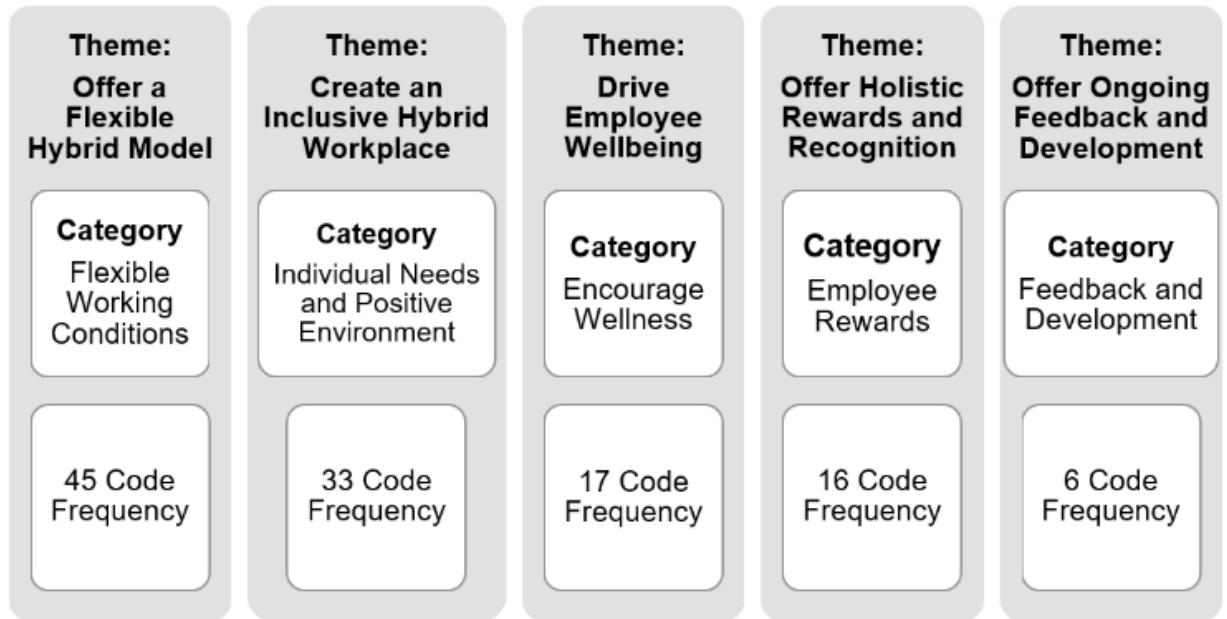 Theme:
Offer a
Flexible
Hybrid Model
Category
Flexible
Working
Conditions
45 Code
Frequency
Theme:
Create an
Inclusive Hybrid
Workplace
Category
Individual Needs
and Positive
Environment
33 Code
Frequency
Theme:
Drive
Employee
Wellbeing
Category
Encourage
Wellness
17 Code
Frequency
Theme:
Offer Holistic
Rewards and
Recognition
Category
Employee
Rewards
16 Code
Frequency
Theme:
Offer Ongoing
Feedback and
Development
Category
Feedback and
Development
6 Code
Frequency